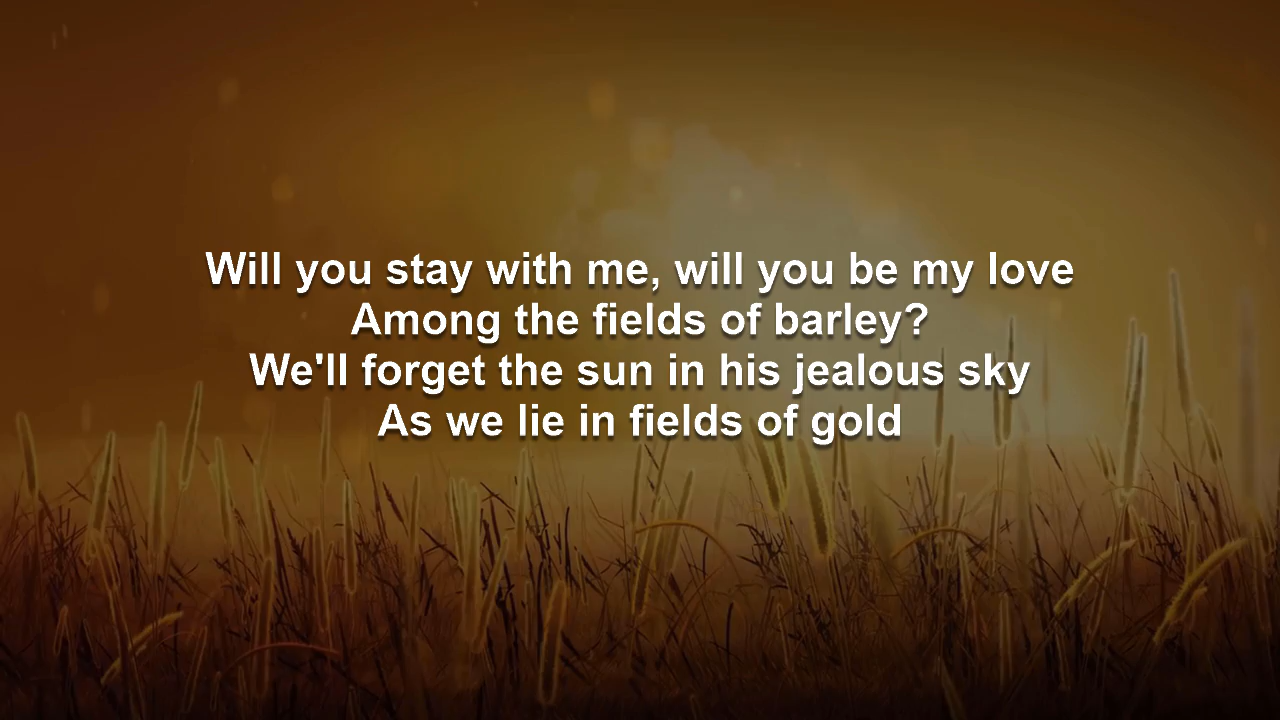 Will you stay with me, will you be my love
Among the fields of barley?
We'll forget the sun in his jealous sky
As we lie in fields of gold